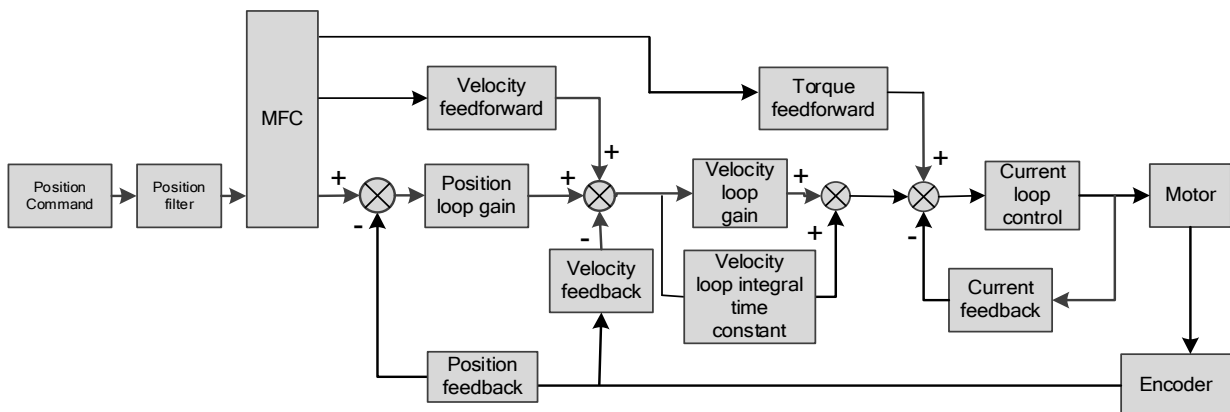 MFC
Velocity
feedforward
Torque
feedforward
+
+
Position
Command
Position
filter
+
-
Position
loop gain
+
-
Velocity
loop
gain
+
+
-
Current
loop
control
Motor
Velocity
feedback
Velocity
loop integral
time
constant
Current
feedback
Position
feedback
Encoder